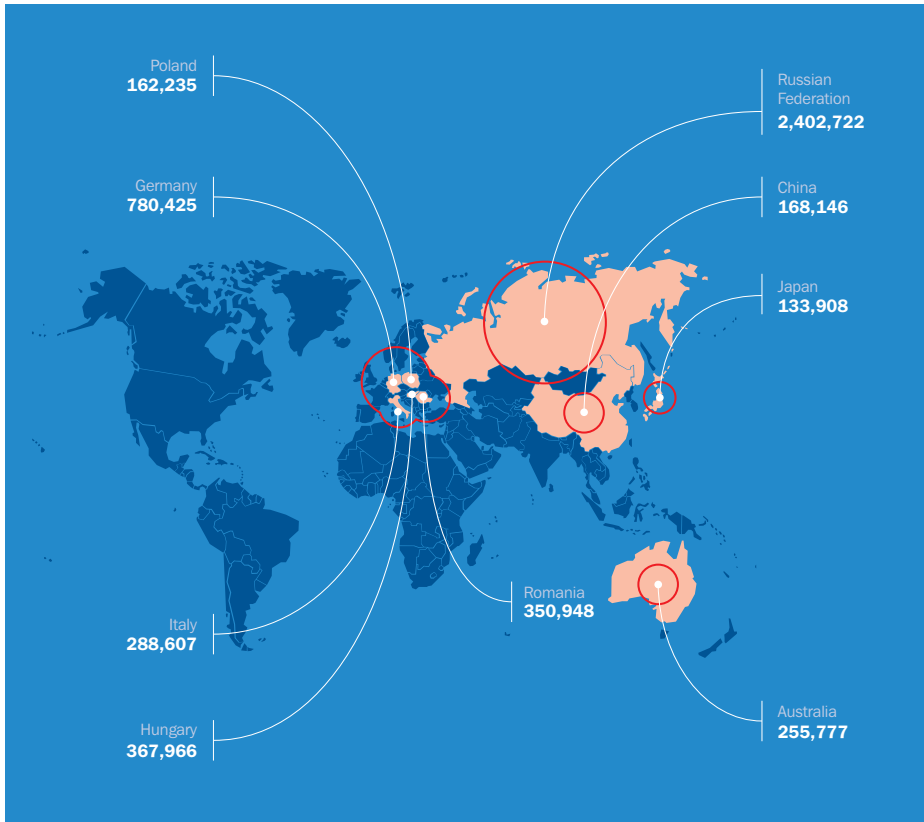 Poland
162,235
Germany
780,425
Italy
288,607
Hungary
367,966
Romania
350,948
Russian
Federation
2,402,722
China
168,146
Japan
133,908
Australia
255,777